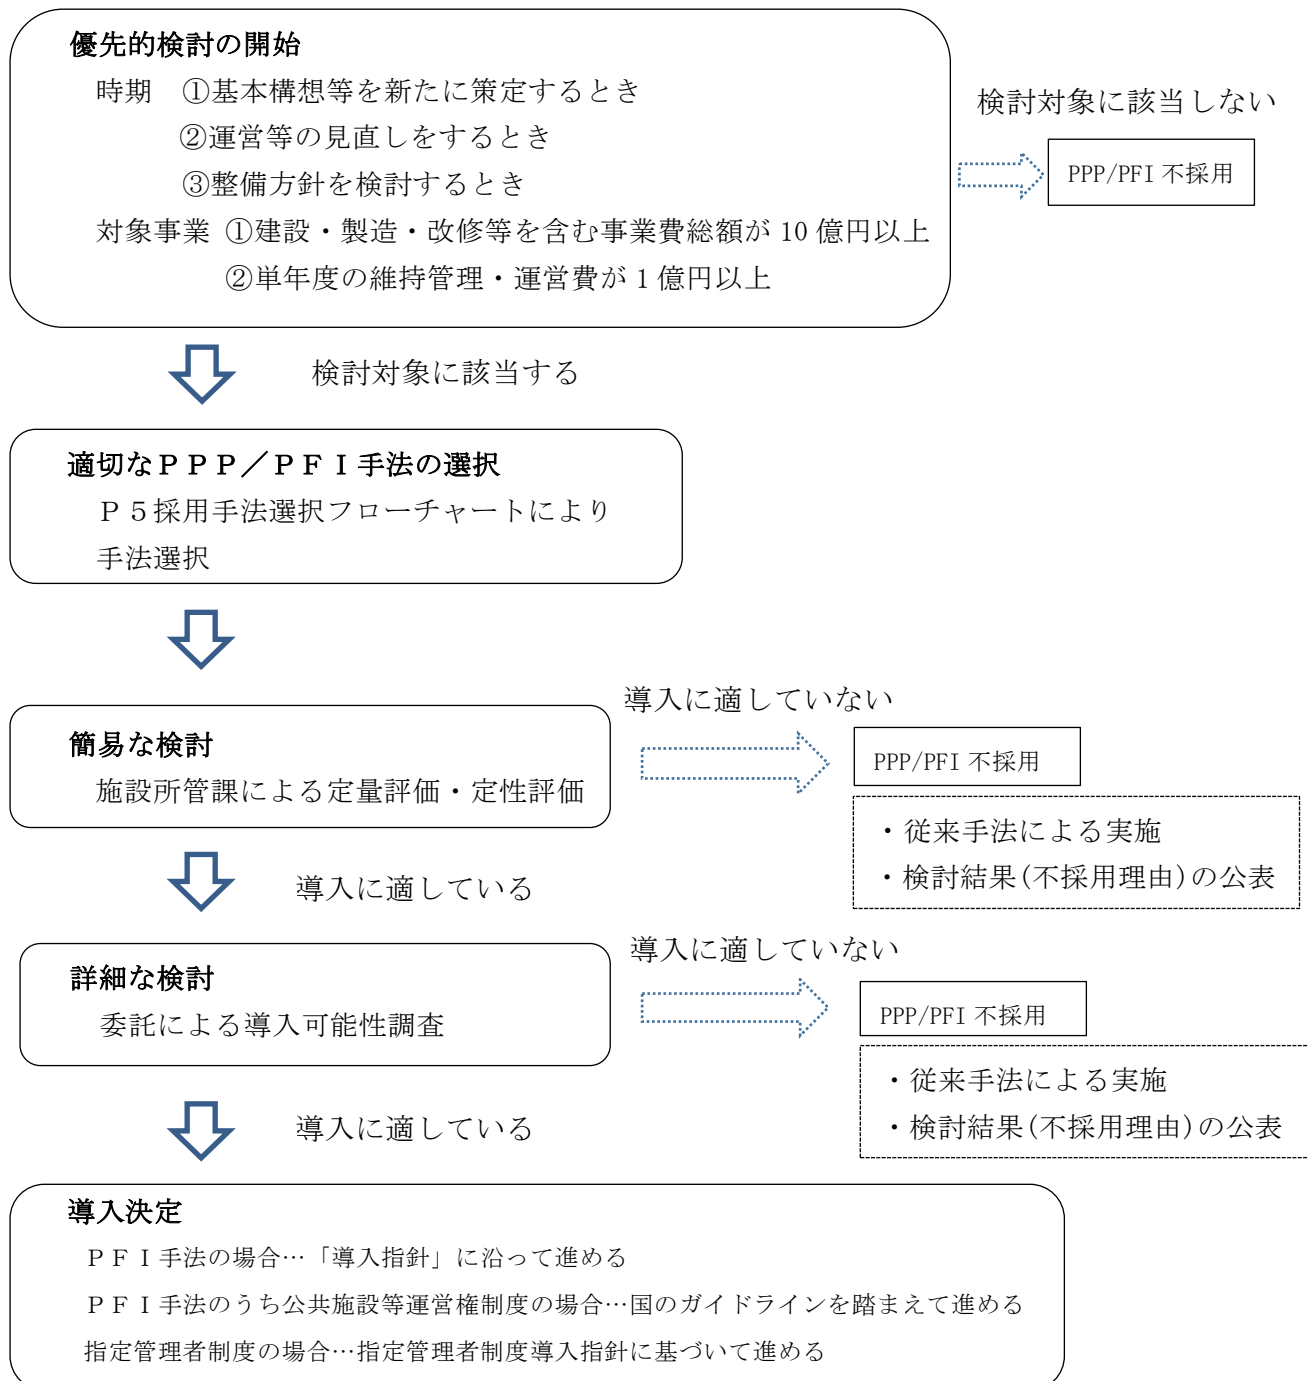 優先的検討の開始
時期　①基本構想等を新たに策定するとき
②運営等の見直しをするとき
③整備方針を検討するとき
対象事業 ①建設・製造・改修等を含む事業費総額が 10 億円以上
②単年度の維持管理・運営費が 1 億円以上
検討対象に該当しない
PPP/PFI 不採用
検討対象に該当する
適切なＰＰＰ／ＰＦＩ手法の選択
Ｐ５採用手法選択フローチャートにより
手法選択
簡易な検討
施設所管課による定量評価・定性評価
導入に適していない
PPP/PFI 不採用
・従来手法による実施
・検討結果(不採用理由)の公表
導入に適している
詳細な検討
委託による導入可能性調査
導入に適していない
PPP/PFI 不採用
・従来手法による実施
・検討結果(不採用理由)の公表
導入に適している
導入決定
ＰＦＩ手法の場合…「導入指針」に沿って進める
ＰＦＩ手法のうち公共施設等運営権制度の場合…国のガイドラインを踏まえて進める
指定管理者制度の場合…指定管理者制度導入指針に基づいて進める